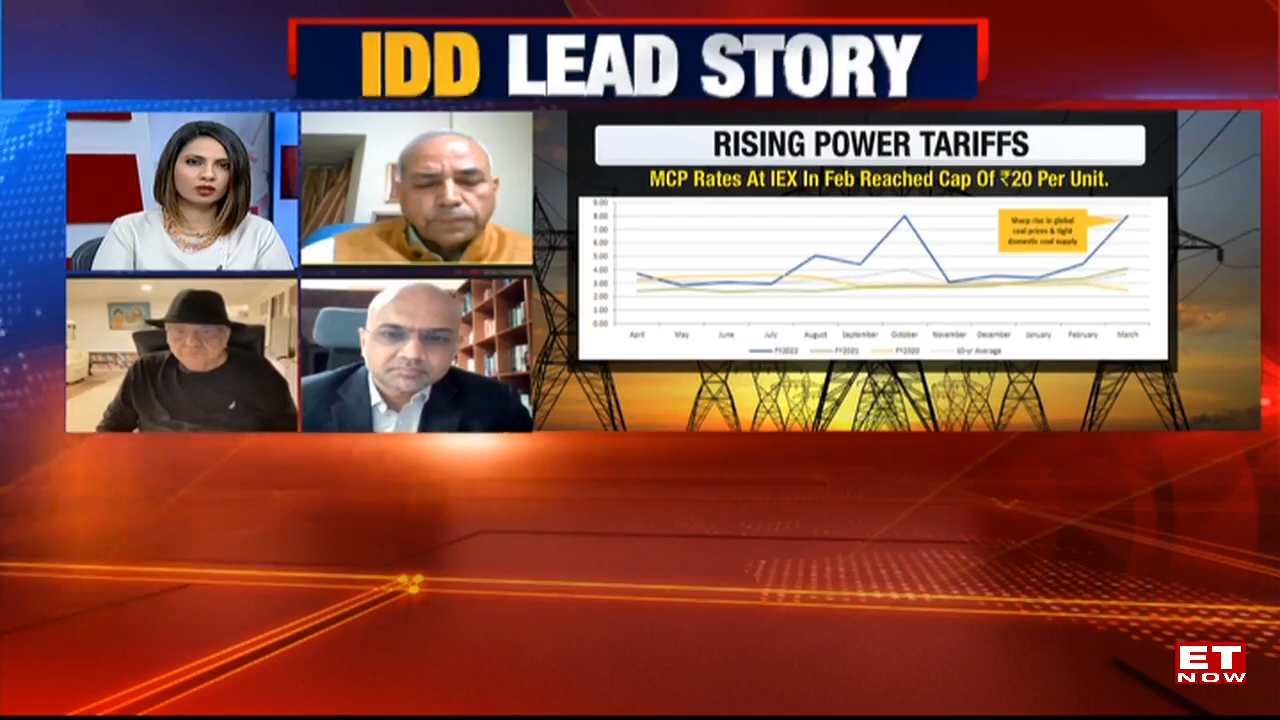 IDD LEAD STORY
RISING POWER TARIFFS
MCP Rates At IEX In Feb Reached Cap Of ₹20 Per Unit.
9.00
8.00
7.00
6.00
5.00
4.00
3.00
2.00
1.00
0.00
Sharp rise in global
coal prices & tight
domestic coal supply
April May June July August September October November December January February March
FY2022 FY2021 FY2020 10-yr Average
ET
NOW